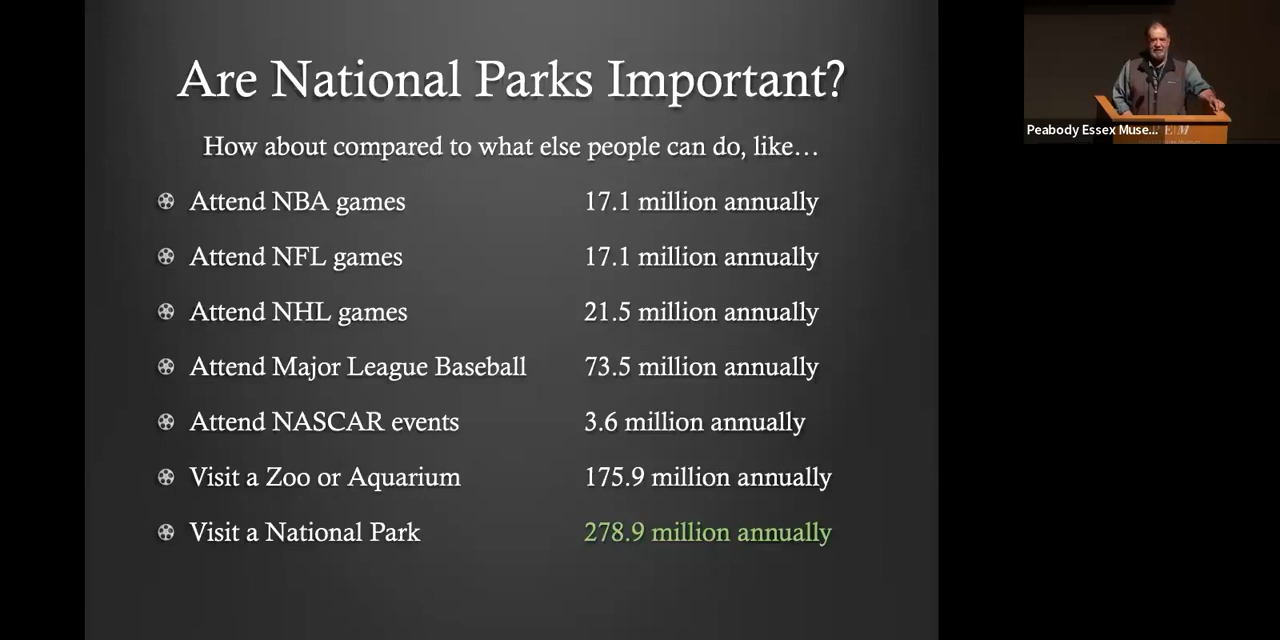 Are National Parks Important?
How about compared to what else people can do, like…
Attend NBA games 17.1 million annually
Attend NFL games 17.1 million annually
Attend NHL games 21.5 million annually
Attend Major League Baseball 73.5 million annually
Attend NASCAR events 3.6 million annually
Visit a Zoo or Aquarium 175.9 million annually
Visit a National Park 278.9 million annually
Peabody Essex Muse...